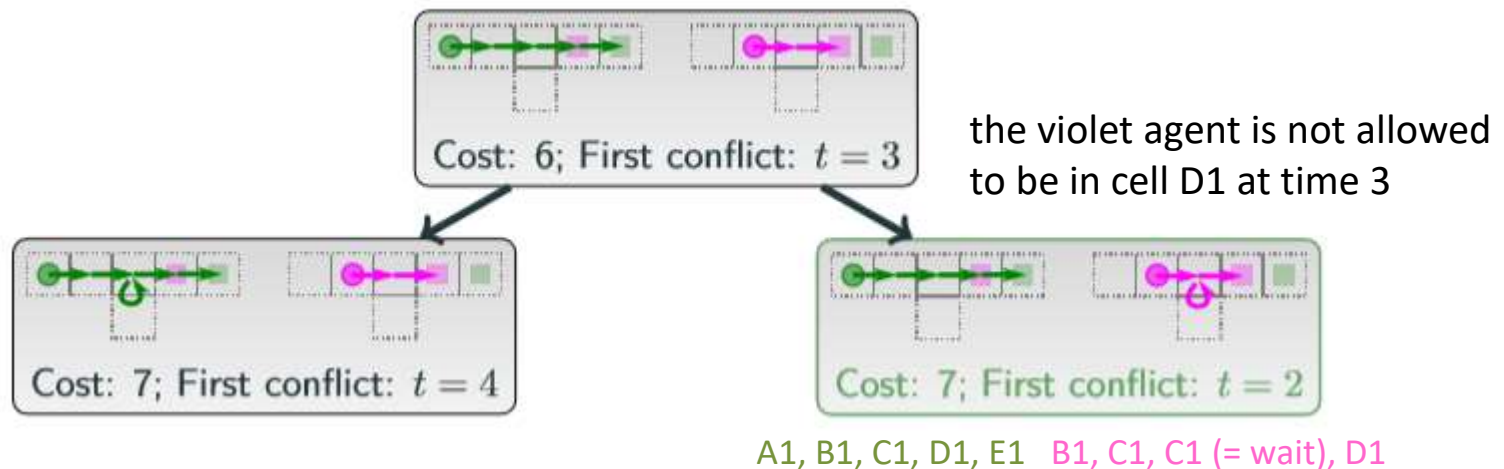 Cost: 6; First conflict: t = 3
the violet agent is not allowed
to be in cell D1 at time 3
Cost: 7; First conflict: t = 4
Cost: 7; First conflict: t = 2
A1, B1, C1, D1, E1 B1, C1, C1 (= wait), D1